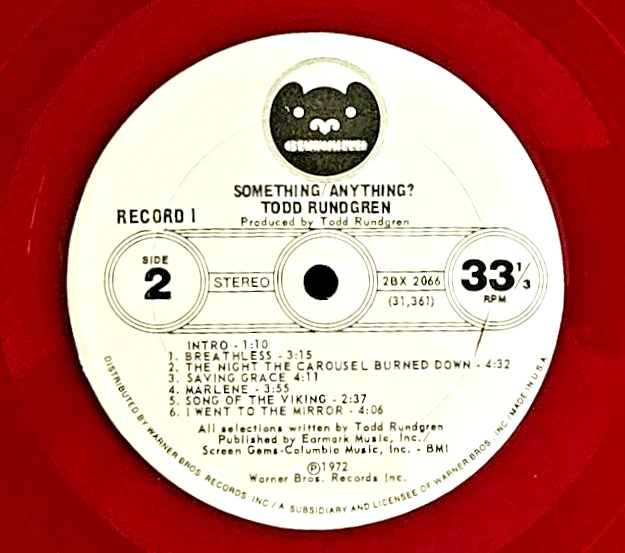 SOMETHING/ANYTHING?
TODD RUNDGREN
Produced by Todd Rundgren
RECORD 1
SIDE
2
STEREO
2BX 2066
(31,361)
33 1/3
RPM
INTRO - 1:10
1. BREATHLESS - 3:15
2. THE NIGHT THE CAROUSEL BURNED DOWN - 4:32
3. SAVING GRACE 4:11
4. MARLENE - 3:55
5. SONG OF THE VIKING - 2:37
6. I WENT TO THE MIRROR - 4:06
All selections written by Todd Rundgren
Published by Earmark Music, Inc./
Screen Gems-Columbia Music, Inc. - BMI
Ⓟ1972
Warner Bros. Records Inc.
DISTRIBUTED BY WARNER BROS. RECORDS INC / A SUBSIDIARY AND LICENSEE OF WARNER BROS. INC / MADE IN U.S.A.